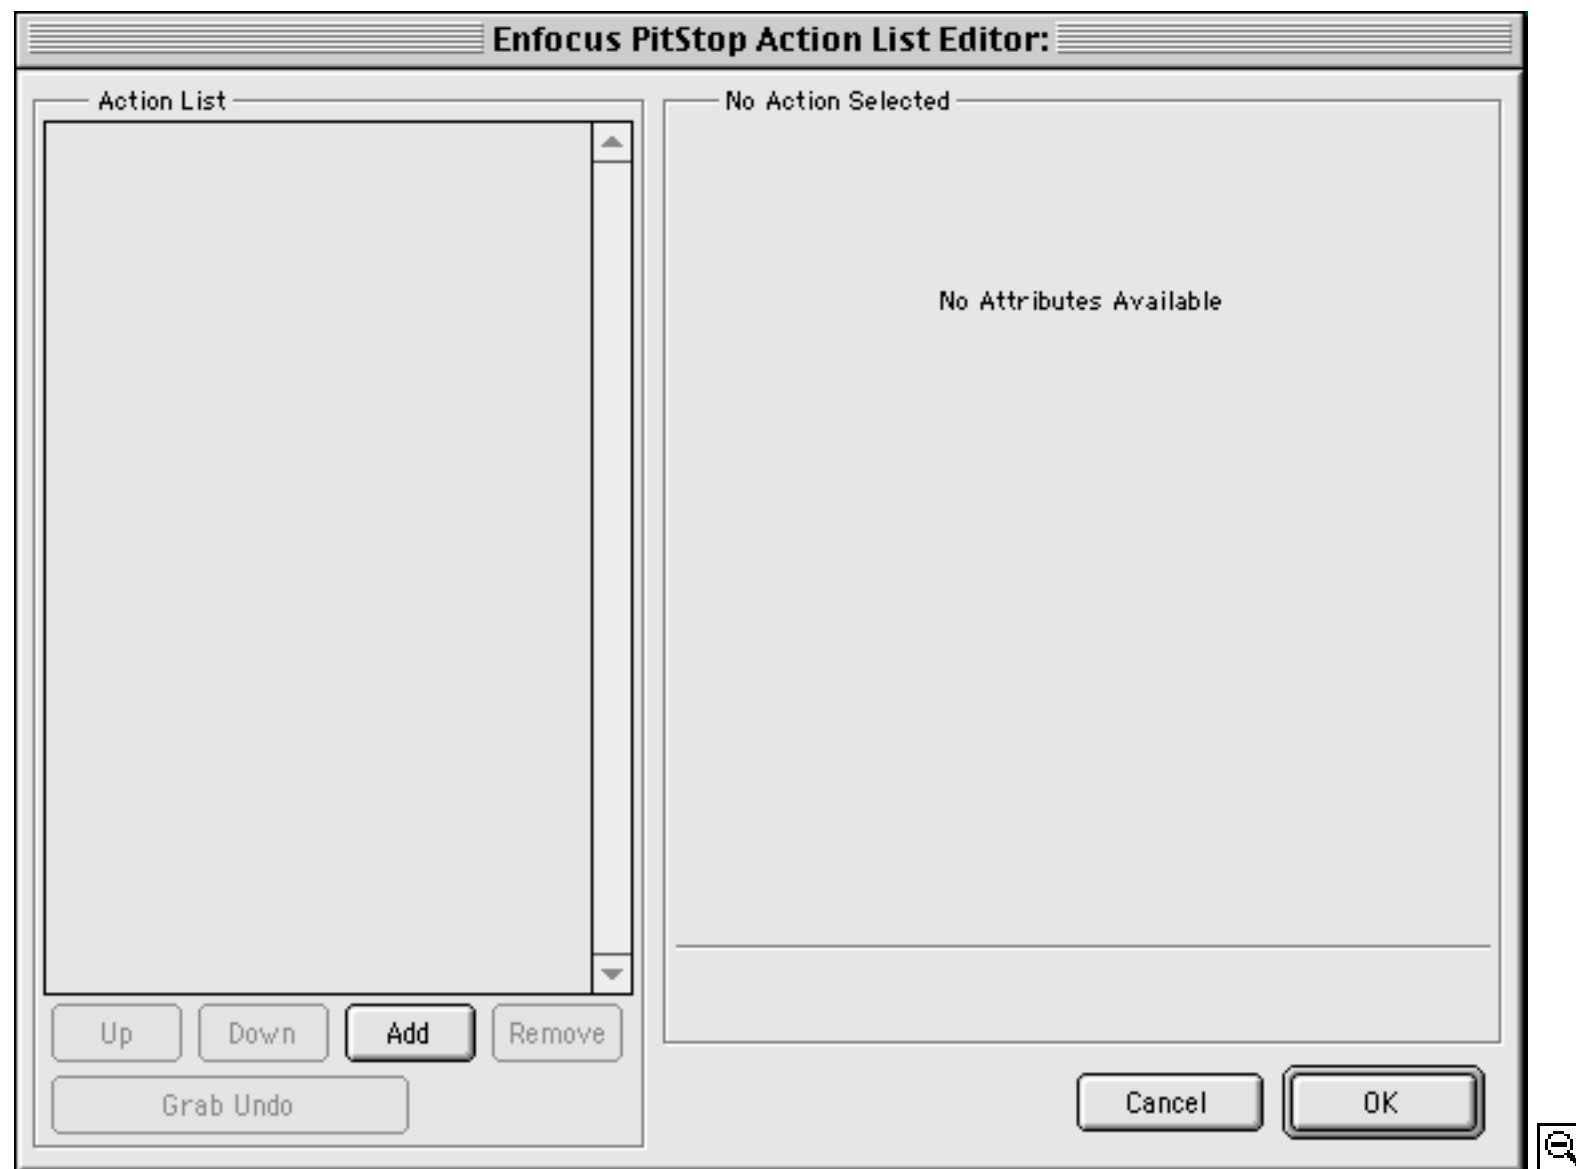 Enfocus PitStop Action List Editor:
Action List
No Action Selected
No Attributes Available
Up
Down
Add
Remove
Grab Undo
Cancel
OK